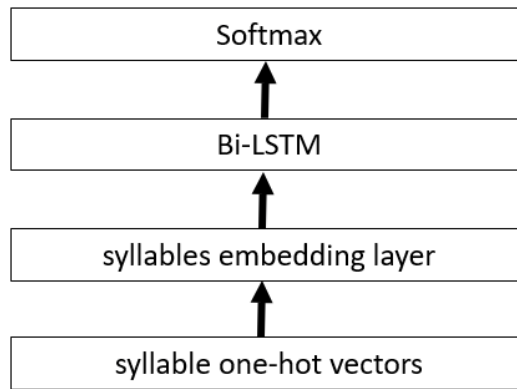 Softmax
Bi-LSTM
syllables embedding layer
syllable one-hot vectors